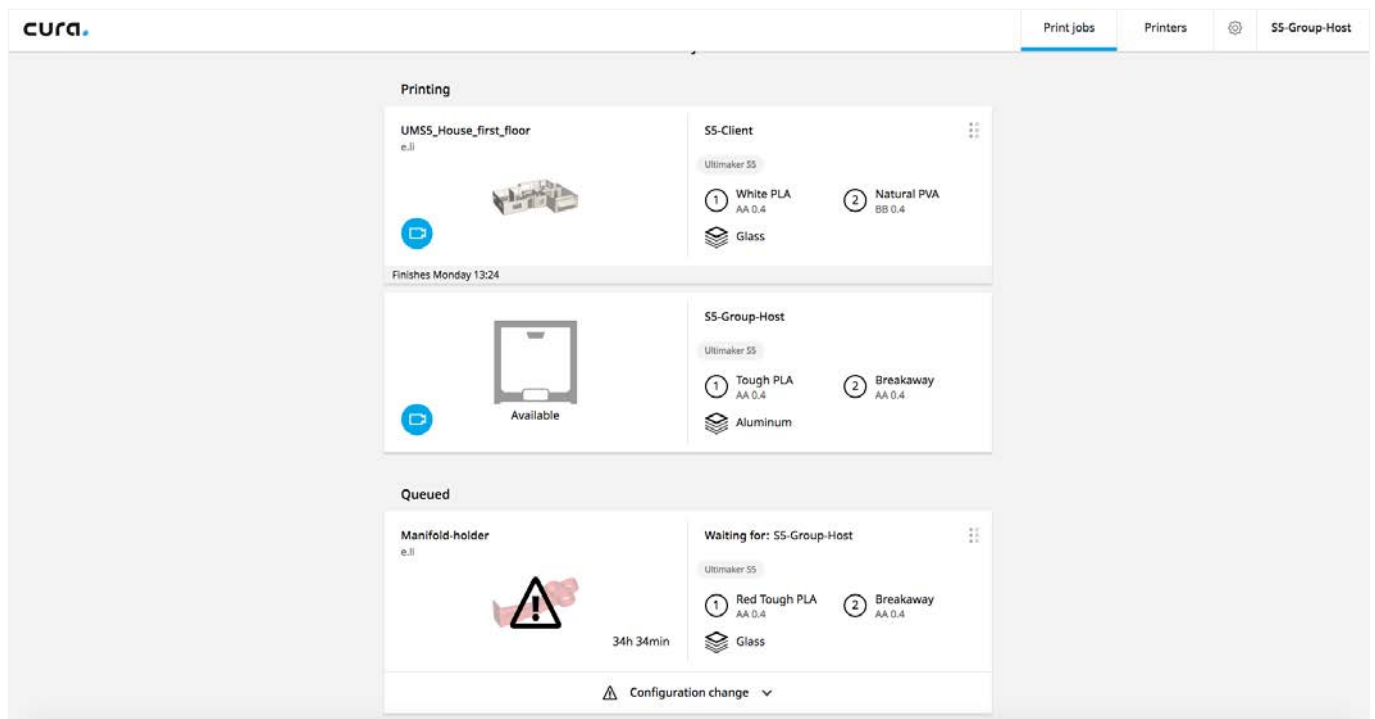 cura.
Print jobs
Printers
S5-Group-Host
Printing
UMS5_House_first_floor
e.li
Finishes Monday 13:24
S5-Client
Ultimaker S5
1 White PLA
AA 0.4
2 Natural PVA
BB 0.4
Glass
Available
S5-Group-Host
Ultimaker S5
1 Tough PLA
AA 0.4
2 Breakaway
AA 0.4
Aluminum
Queued
Manifold-holder
e.li
34h 34min
Waiting for: S5-Group-Host
Ultimaker S5
1 Red Tough PLA
AA 0.4
2 Breakaway
AA 0.4
Glass
Configuration change